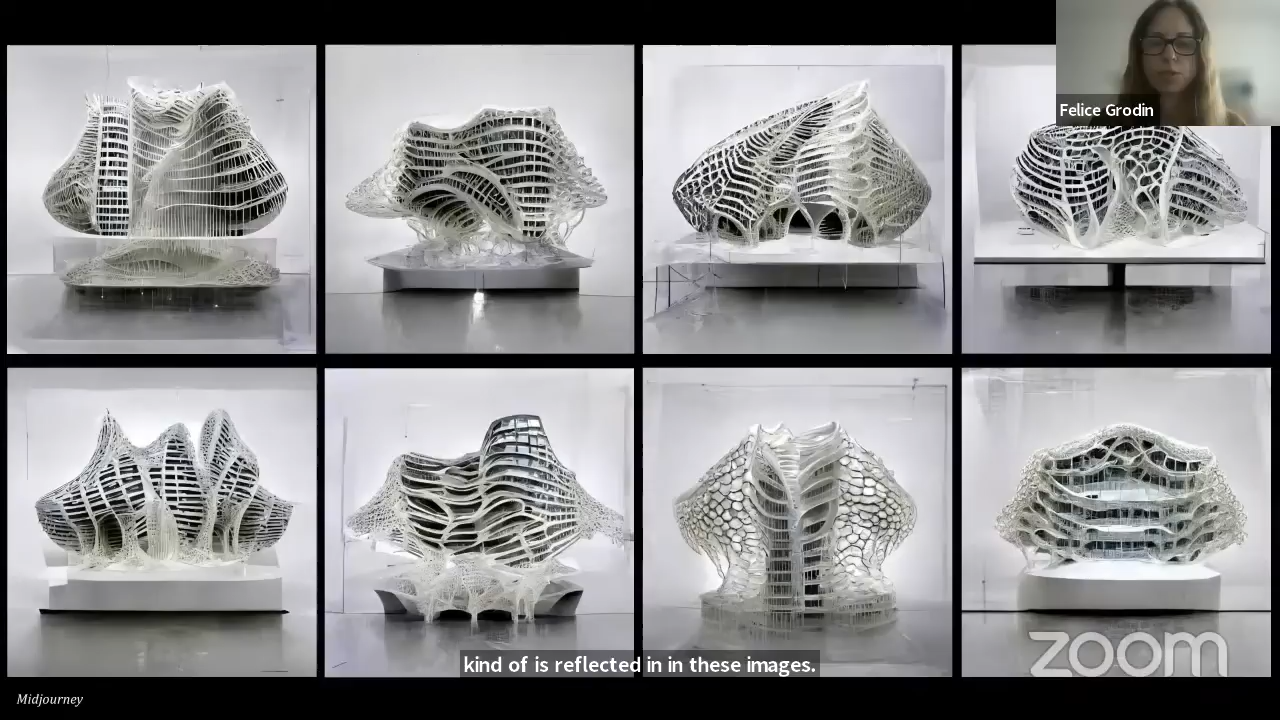 Felice Grodin
kind of is reflected in in these images.
zoom
Midjourney